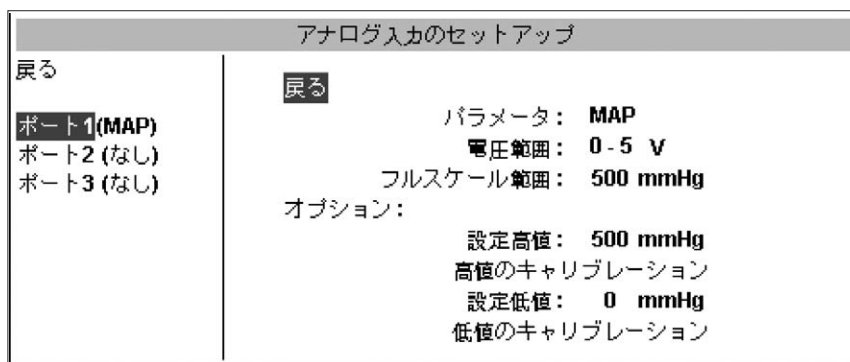 アナログ入力のセットアップ
戻る
ポート1(MAP)
ポート2 (なし)
ポート3 (なし)
戻る
パラメータ: MAP
電圧範囲: 0-5 V
フルスケール範囲: 500 mmHg
オプション:
設定高値: 500 mmHg
高値のキャリブレーション
設定低値: 0 mmHg
低値のキャリブレーション